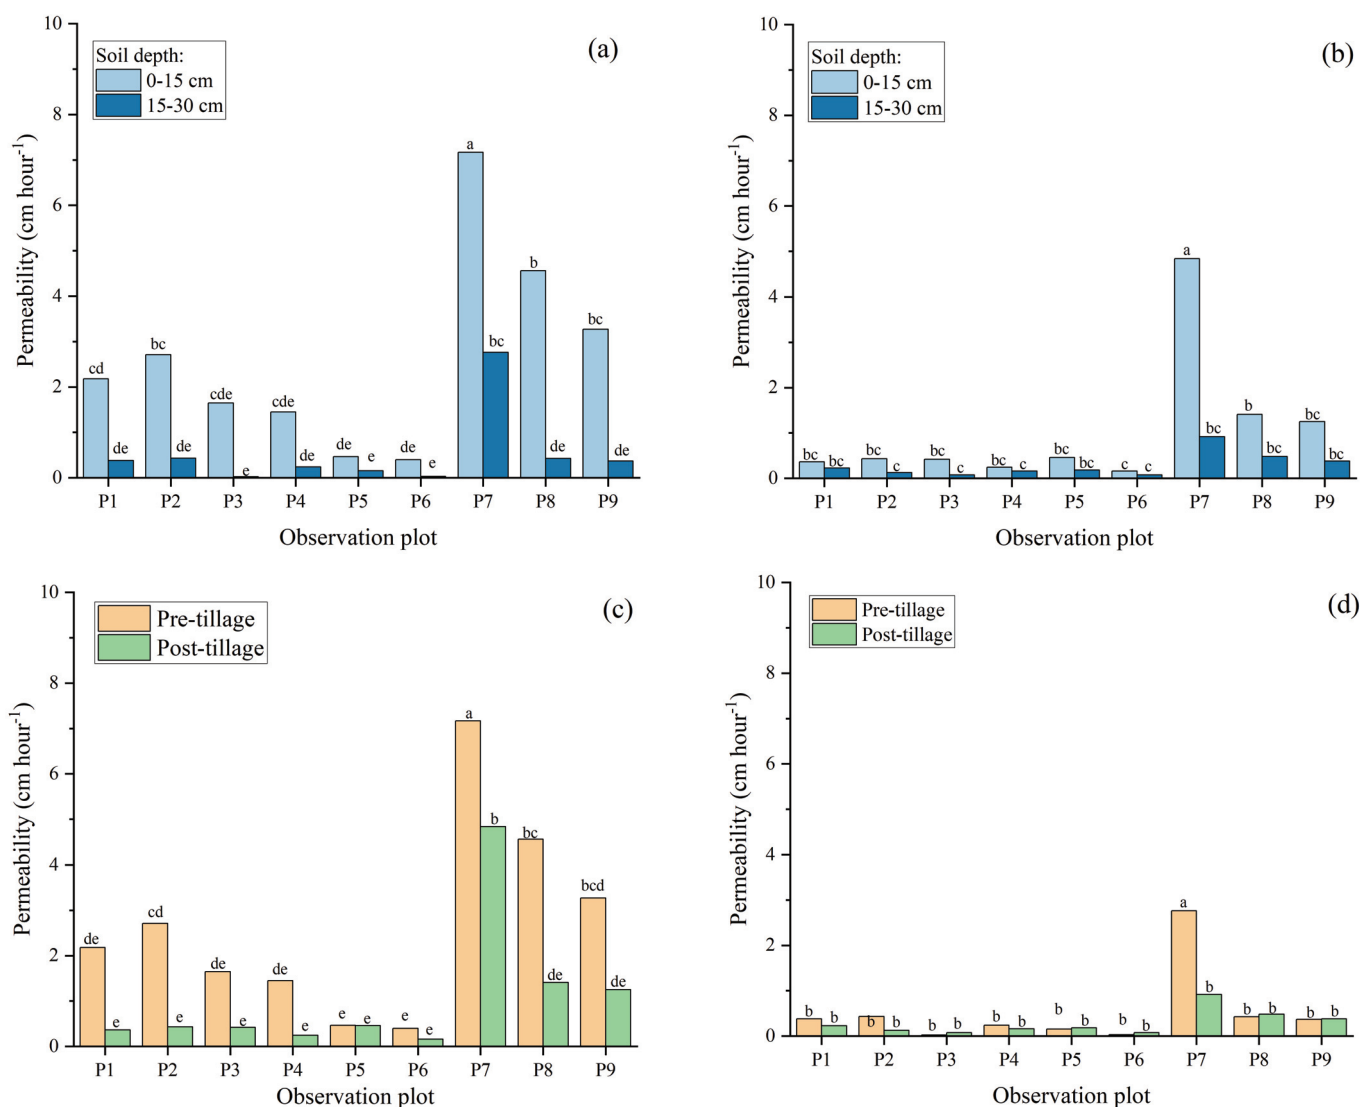 (a)
Soil depth:
0-15 cm
15-30 cm
Permeability (cm hour-1)
10
8
6
4
2
0
cd
de
bc
de
cde
e
cde
de
de
e
de
e
a
bc
b
de
bc
de
P1 P2 P3 P4 P5 P6 P7 P8 P9
Observation plot
(b)
Soil depth:
0-15 cm
15-30 cm
Permeability (cm hour-1)
10
8
6
4
2
0
bc
bc
bc
c
bc
c
bc
c
bc
bc
c
c
a
bc
b
bc
bc
bc
P1 P2 P3 P4 P5 P6 P7 P8 P9
Observation plot
(c)
Pre-tillage
Post-tillage
Permeability (cm hour-1)
10
8
6
4
2
0
de
e
cd
e
de
e
de
e
e
e
e
e
a
b
bc
de
bcd
de
P1 P2 P3 P4 P5 P6 P7 P8 P9
Observation plot
(d)
Pre-tillage
Post-tillage
Permeability (cm hour-1)
10
8
6
4
2
0
b
b
b
b
b
b
b
b
b
b
b
b
a
b
b
b
b
b
P1 P2 P3 P4 P5 P6 P7 P8 P9
Observation plot